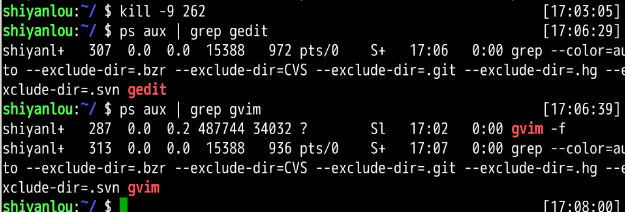 shiyanlou:~/ $ kill -9 262 [17:03:05]
shiyanlou:~/ $ ps aux | grep gedit [17:06:29]
shiyanl+ 307 0.0 0.0 15388 972 pts/0 S+ 17:06 0:00 grep --color=au
to --exclude-dir=.bzr --exclude-dir=CVS --exclude-dir=.git --exclude-dir=.hg --e
xclude-dir=.svn gedit
shiyanlou:~/ $ ps aux | grep gvim [17:06:39]
shiyanl+ 287 0.0 0.2 487744 34032 ? Sl 17:02 0:00 gvim -f
shiyanl+ 313 0.0 0.0 15388 936 pts/0 S+ 17:07 0:00 grep --color=au
to --exclude-dir=.bzr --exclude-dir=CVS --exclude-dir=.git --exclude-dir=.hg --e
xclude-dir=.svn gvim
shiyanlou:~/ $ [17:08:00]